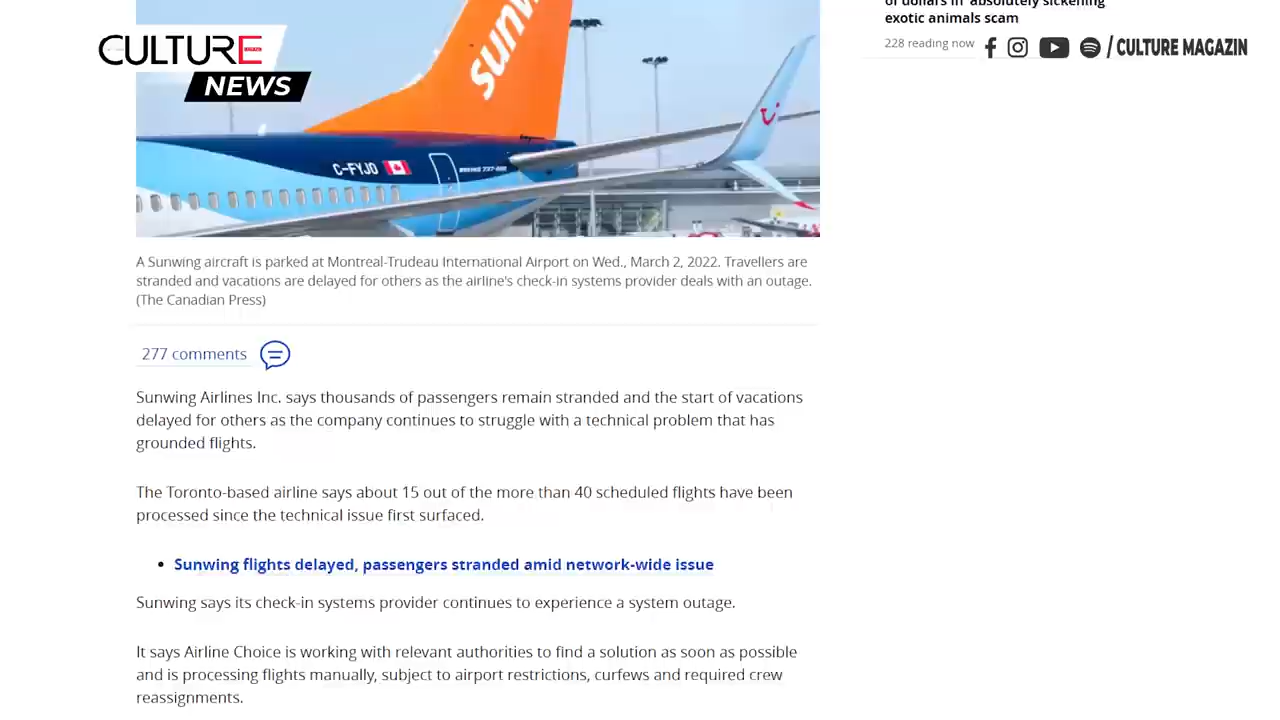 of dollars in 'absolutely sickening
exotic animals scam
228 reading now
/ CULTURE MAGAZIN
CULTURE
NEWS
sunw
C-FYJD
BOEING 737-800
A Sunwing aircraft is parked at Montreal-Trudeau International Airport on Wed., March 2, 2022. Travellers are
stranded and vacations are delayed for others as the airline's check-in systems provider deals with an outage.
(The Canadian Press)
277 comments
Sunwing Airlines Inc. says thousands of passengers remain stranded and the start of vacations
delayed for others as the company continues to struggle with a technical problem that has
grounded flights.
The Toronto-based airline says about 15 out of the more than 40 scheduled flights have been
processed since the technical issue first surfaced.
• Sunwing flights delayed, passengers stranded amid network-wide issue
Sunwing says its check-in systems provider continues to experience a system outage.
It says Airline Choice is working with relevant authorities to find a solution as soon as possible
and is processing flights manually, subject to airport restrictions, curfews and required crew
reassignments.